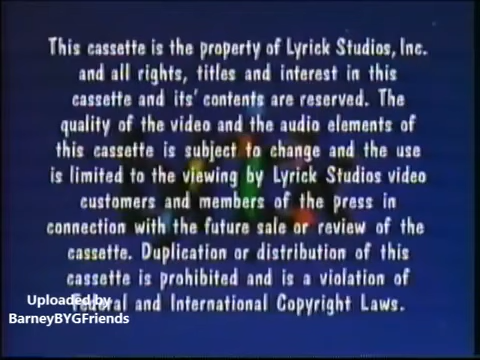 This cassette is the property of Lyrick Studios, Inc.
and all rights, titles and interest in this
cassette and its' contents are reserved. The
quality of the video and the audio elements of
this cassette is subject to change and the use
is limited to the viewing by Lyrick Studios video
customers and members of the press in
connection with the future sale or review of the
cassette. Duplication or distribution of this
cassette is prohibited and is a violation of
Federal and International Copyright Laws.
Uploaded by
BarneyBYGFriends